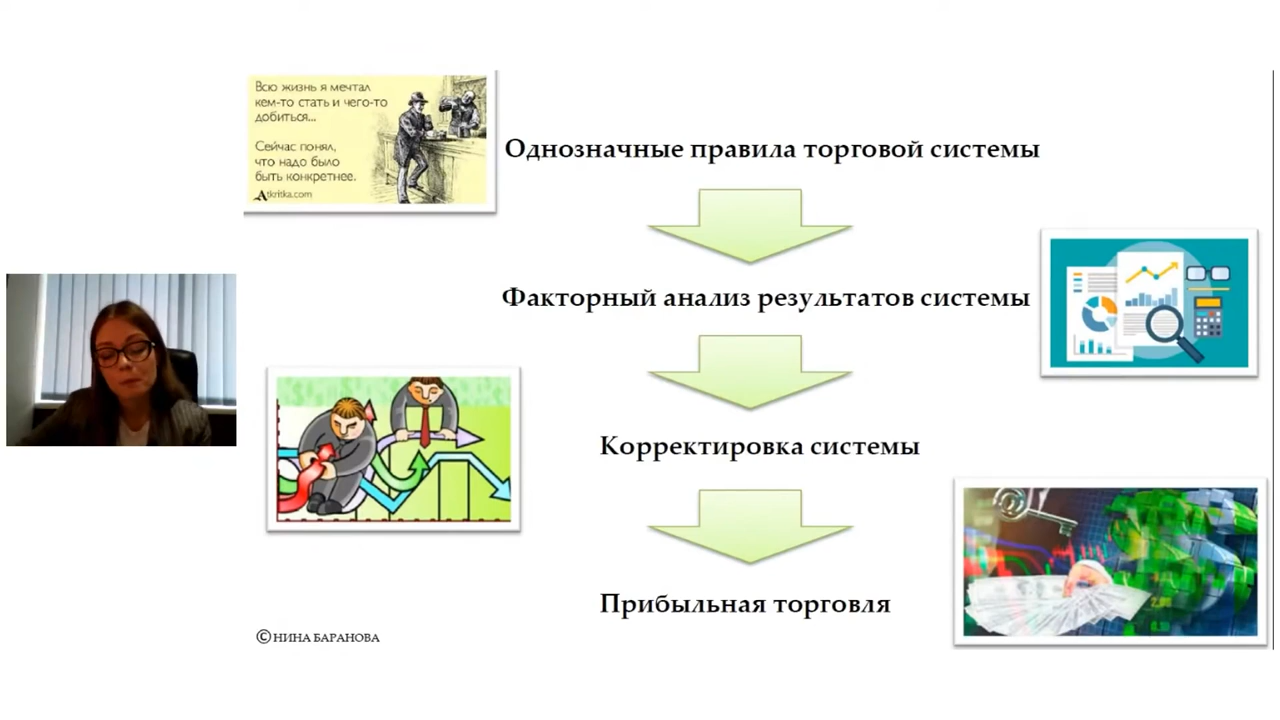 Всю жизнь я мечтал
кем-то стать и чего-то
добиться...
Сейчас понял,
что надо было
быть конкретнее.
Atkritka.com
Однозначные правила торговой системы
Факторный анализ результатов системы
Корректировка системы
Прибыльная торговля
© НИНА БАРАНОВА